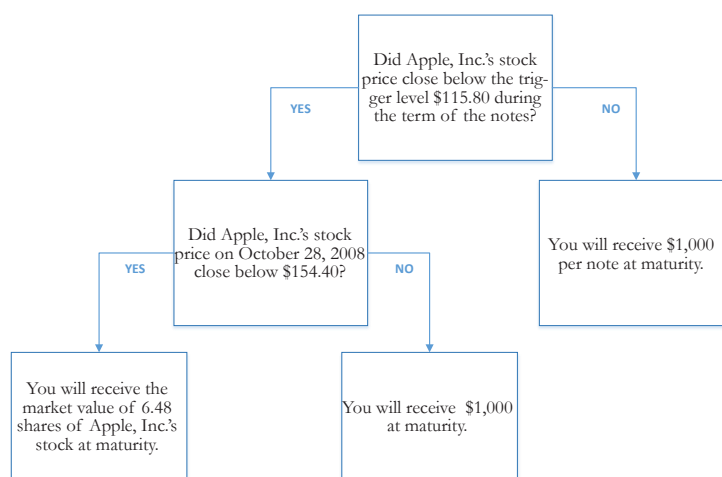 Did Apple, Inc.'s stock
price close below the trig-
ger level $115.80 during
the term of the notes?
YES
NO
Did Apple, Inc.'s stock
price on October 28, 2008
close below $154.40?
You will receive $1,000
per note at maturity.
YES
NO
You will receive the
market value of 6.48
shares of Apple, Inc.'s
stock at maturity.
You will receive $1,000
at maturity.